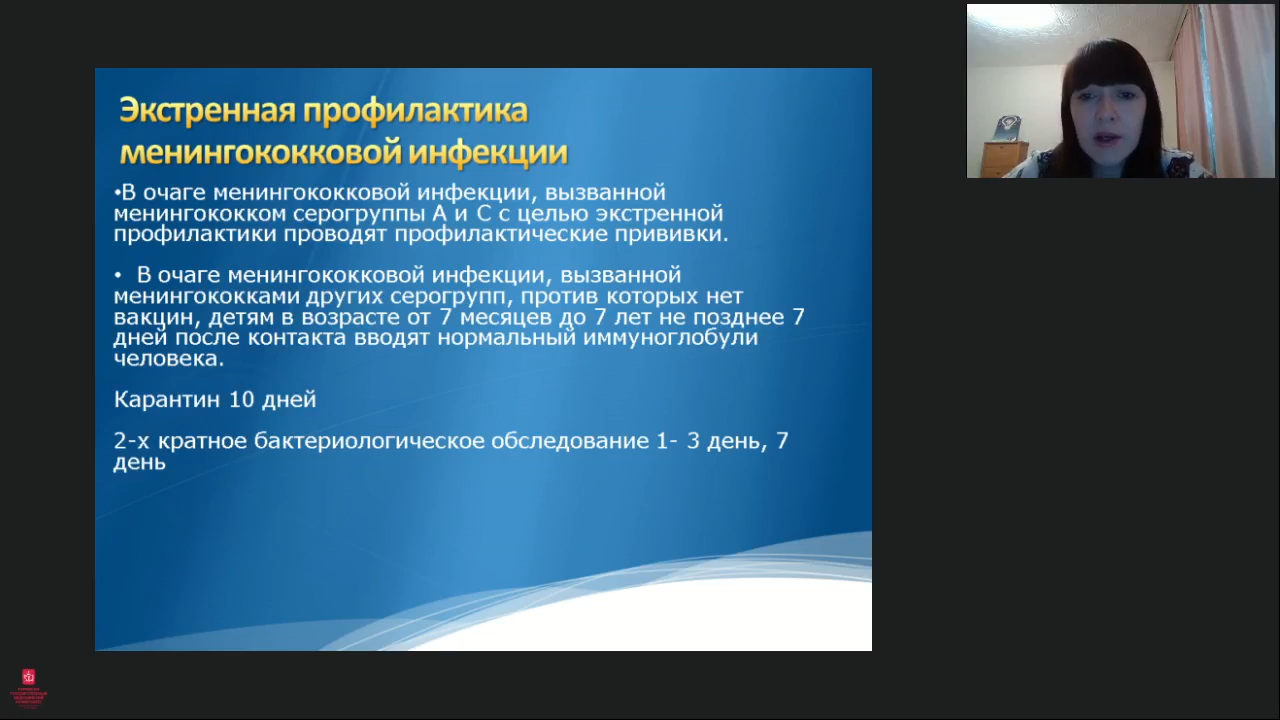 Экстренная профилактика
менингококковой инфекции
•В очаге менингококковой инфекции, вызванной
менингококком серогруппы А и С с целью экстренной
профилактики проводят профилактические прививки.
• В очаге менингококковой инфекции, вызванной
менингококками других серогрупп, против которых нет
вакцин, детям в возрасте от 7 месяцев до 7 лет не позднее 7
дней после контакта вводят нормальный иммуноглобули
человека.
Карантин 10 дней
2-х кратное бактериологическое обследование 1- 3 день, 7
день